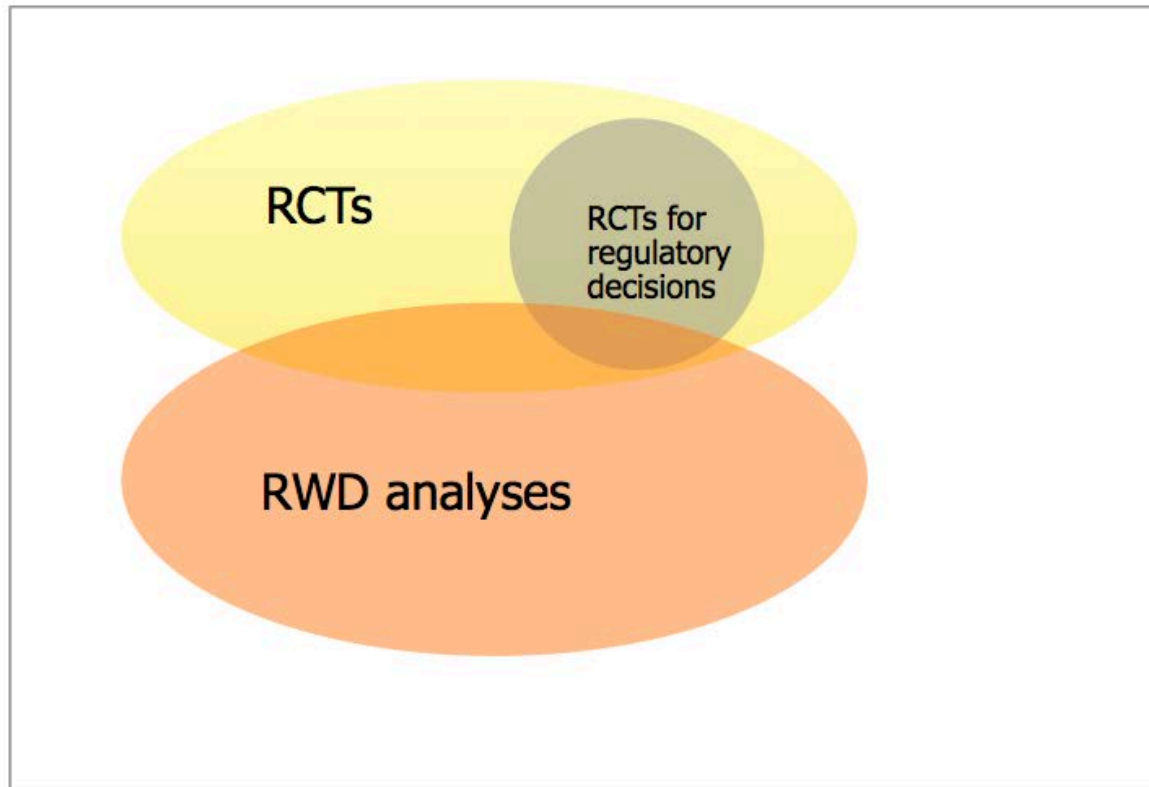 RCTs
RCTs for
regulatory
decisions
RWD analyses